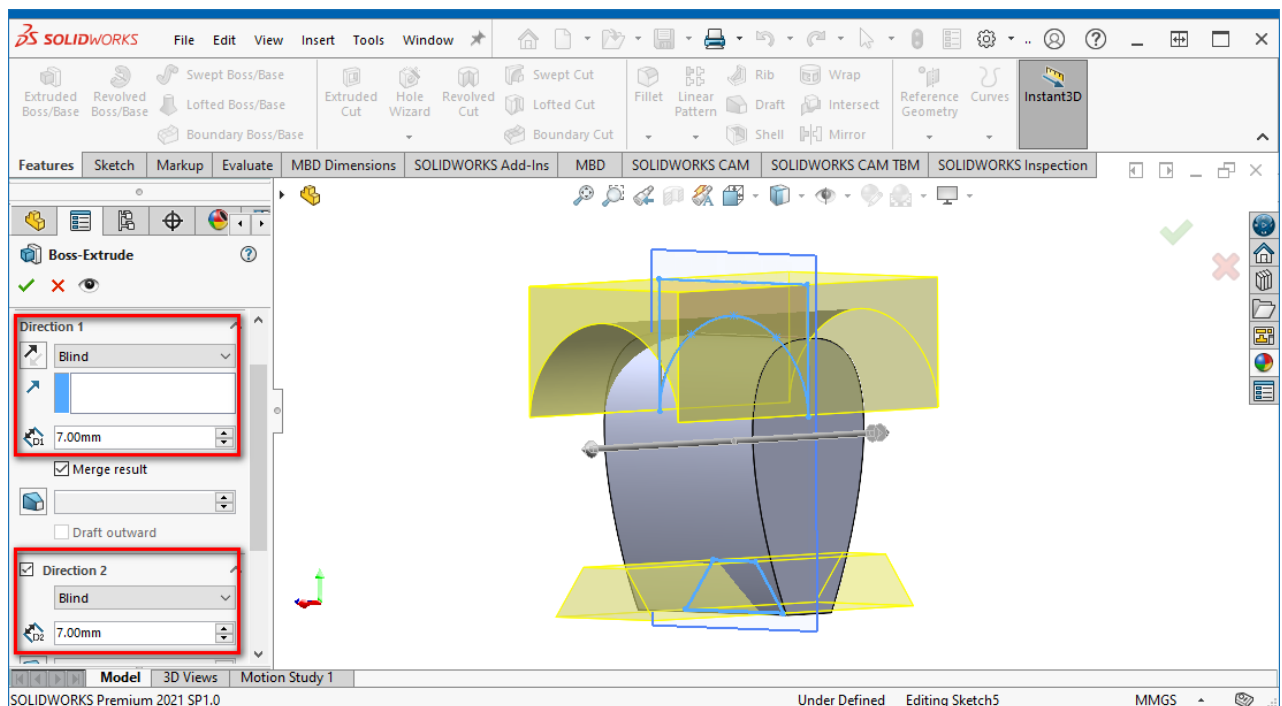 SOLIDWORKS File Edit View Insert Tools Window
Extruded Boss/Base Revolved Boss/Base Swept Boss/Base Lofted Boss/Base Boundary Boss/Base Extruded Cut Hole Wizard Revolved Cut Swept Cut Lofted Cut Boundary Cut Fillet Linear Pattern Rib Draft Shell Wrap Intersect Mirror Reference Geometry Curves Instant3D
Features Sketch Markup Evaluate MBD Dimensions SOLIDWORKS Add-Ins MBD SOLIDWORKS CAM SOLIDWORKS CAM TBM SOLIDWORKS Inspection
Boss-Extrude
Direction 1
Blind
D1 7.00mm
Merge result
Draft outward
Direction 2
Blind
D2 7.00mm
Model 3D Views Motion Study 1
SOLIDWORKS Premium 2021 SP1.0 Under Defined Editing Sketch5 MMGS